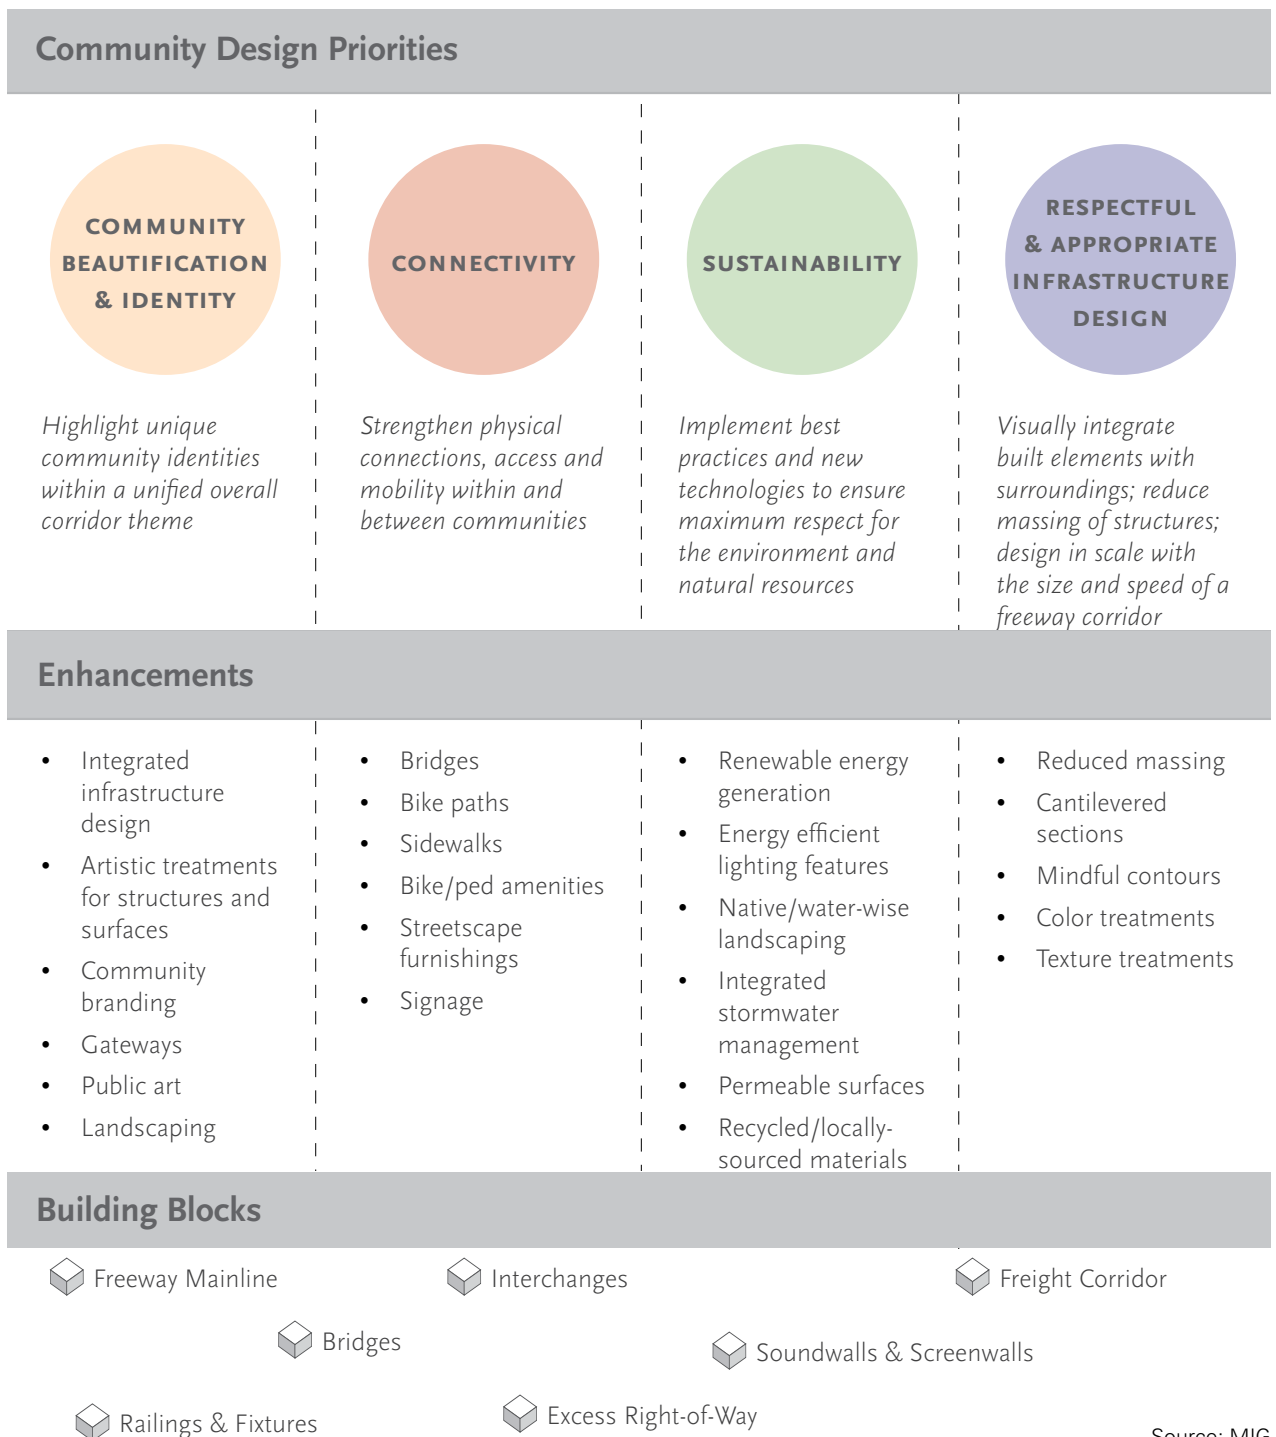 Community Design Priorities
COMMUNITY
BEAUTIFICATION
& IDENTITY
Highlight unique
community identities
within a unified overall
corridor theme
CONNECTIVITY
Strengthen physical
connections, access and
mobility within and
between communities
SUSTAINABILITY
Implement best
practices and new
technologies to ensure
maximum respect for
the environment and
natural resources
RESPECTFUL
& APPROPRIATE
INFRASTRUCTURE
DESIGN
Visually integrate
built elements with
surroundings; reduce
massing of structures;
design in scale with
the size and speed of a
freeway corridor
Enhancements
• Integrated
infrastructure
design
• Artistic treatments
for structures and
surfaces
• Community
branding
• Gateways
• Public art
• Landscaping
• Bridges
• Bike paths
• Sidewalks
• Bike/ped amenities
• Streetscape
furnishings
• Signage
• Renewable energy
generation
• Energy efficient
lighting features
• Native/water-wise
landscaping
• Integrated
stormwater
management
• Permeable surfaces
• Recycled/locally-
sourced materials
• Reduced massing
• Cantilevered
sections
• Mindful contours
• Color treatments
• Texture treatments
Building Blocks
Freeway Mainline
Interchanges
Freight Corridor
Bridges
Soundwalls & Screenwalls
Railings & Fixtures
Excess Right-of-Way
Source: MIG